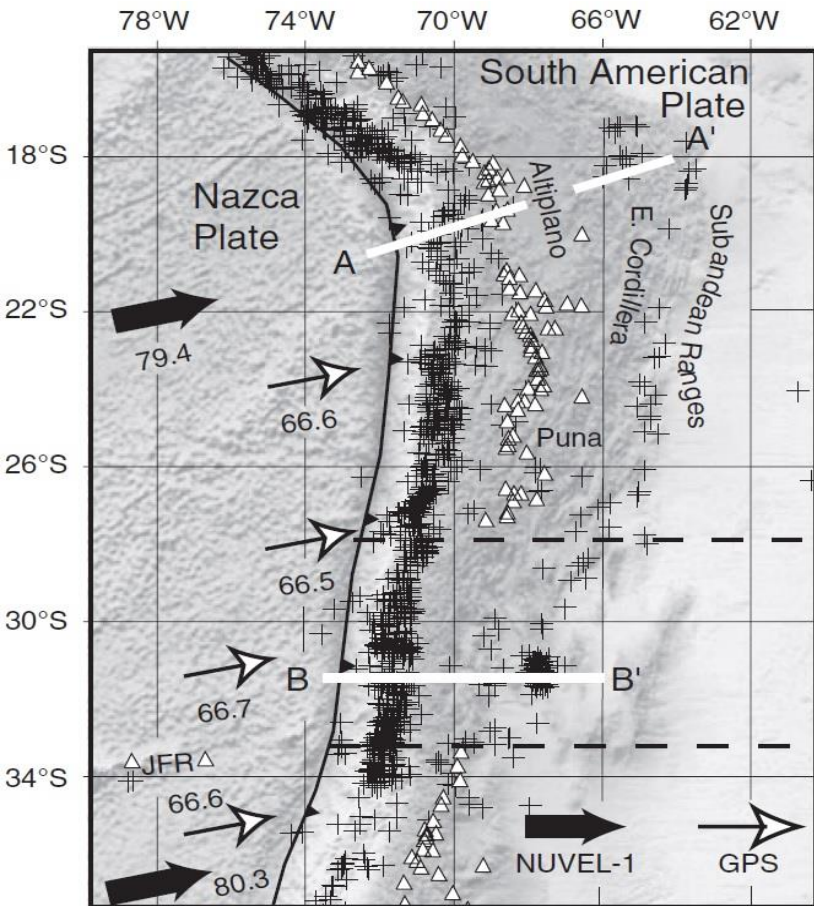 78°W 74°W 70°W 66°W 62°W
South American
Plate
A'
18°S
Nazca
Plate
Altiplano
E. Cordillera
Subandean Ranges
A
22°S
79.4
66.6
Puna
26°S
66.5
30°S
B
B'
66.7
JFR
34°S
66.6
NUVEL-1
GPS
80.3